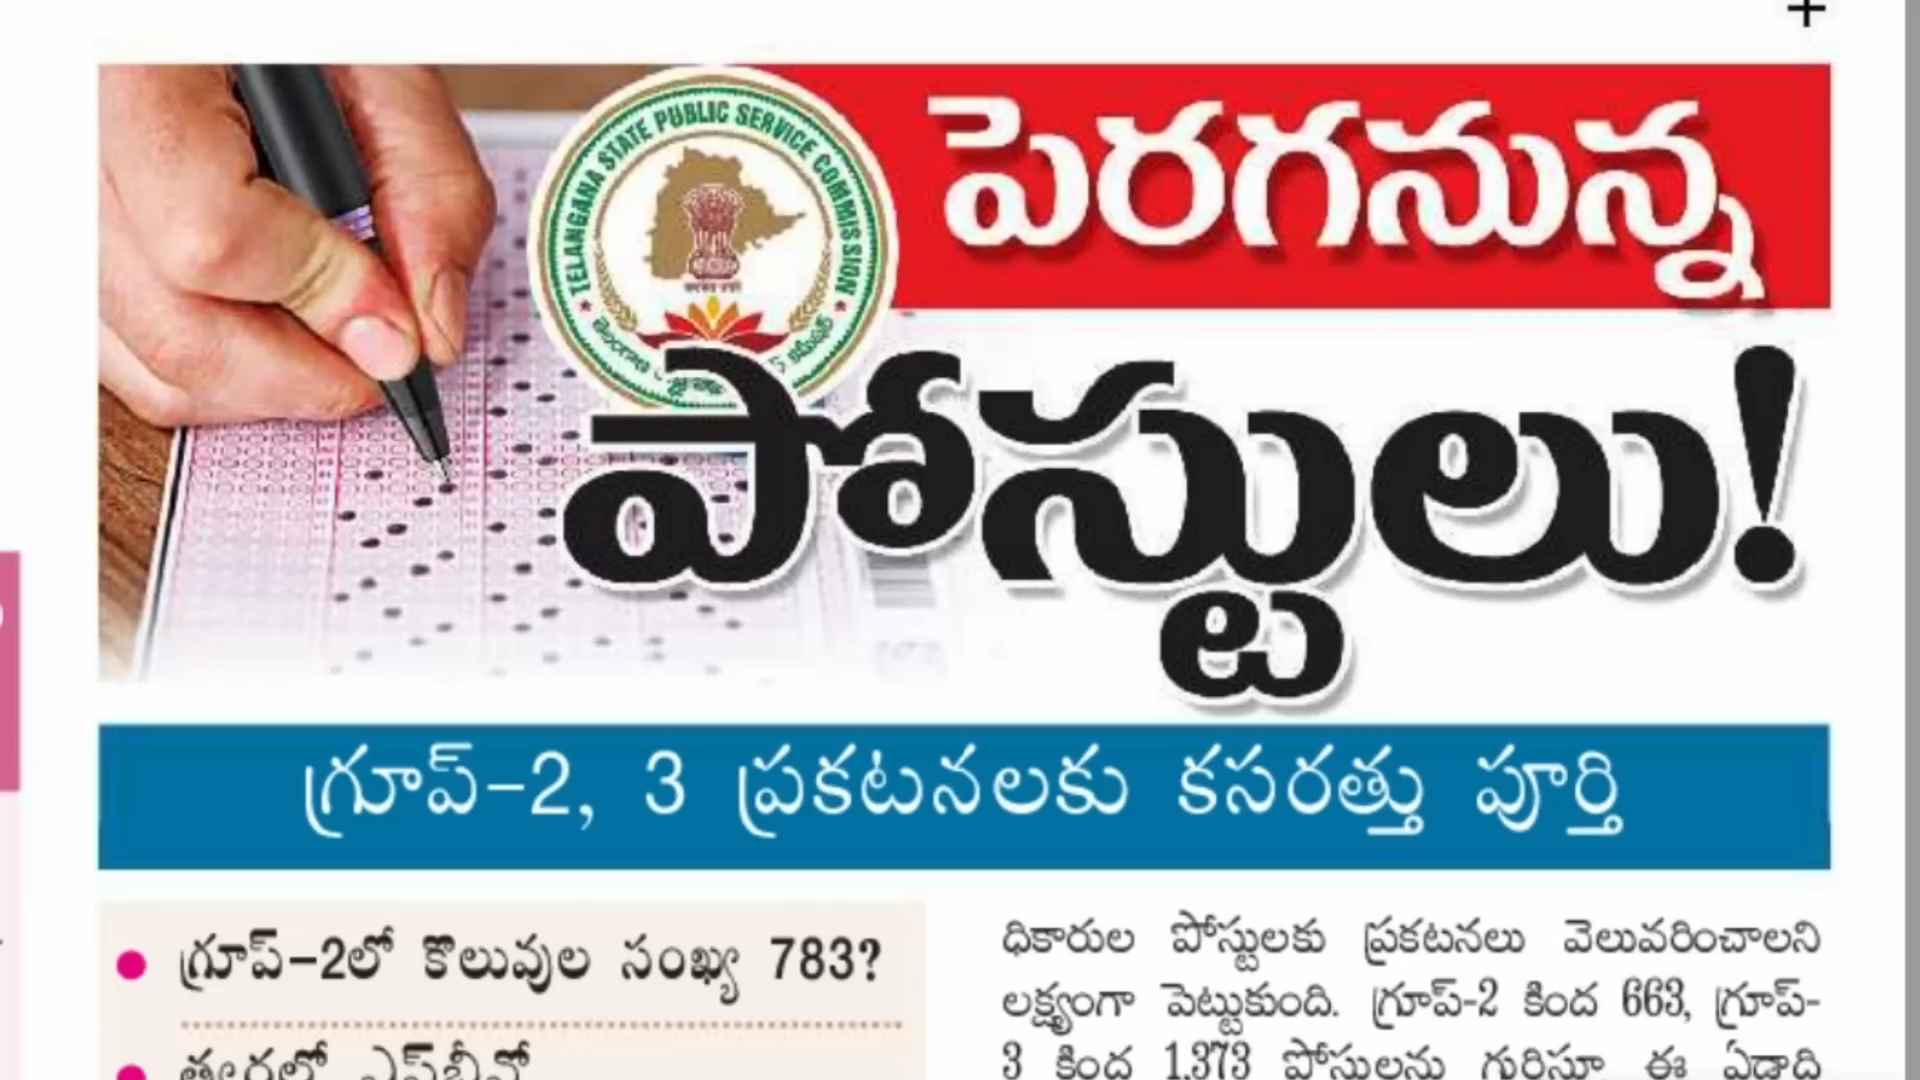 TELANGANA STATE PUBLIC SERVICE COMMISSION
పెరగనున్న
పోస్టులు!
గ్రూప్-2, 3 ప్రకటనలకు కసరత్తు పూర్తి
• గ్రూప్-2లో కొలువుల సంఖ్య 783?
• త్వరలో
ధికారుల పోస్టులకు ప్రకటనలు వెలువరించాలని
లక్ష్యంగా పెట్టుకుంది. గ్రూప్-2 కింద 663, గ్రూప్-
3 కింద 1,373 పోస్టులను గుర్తిస్తూ ఈ ఏడాది